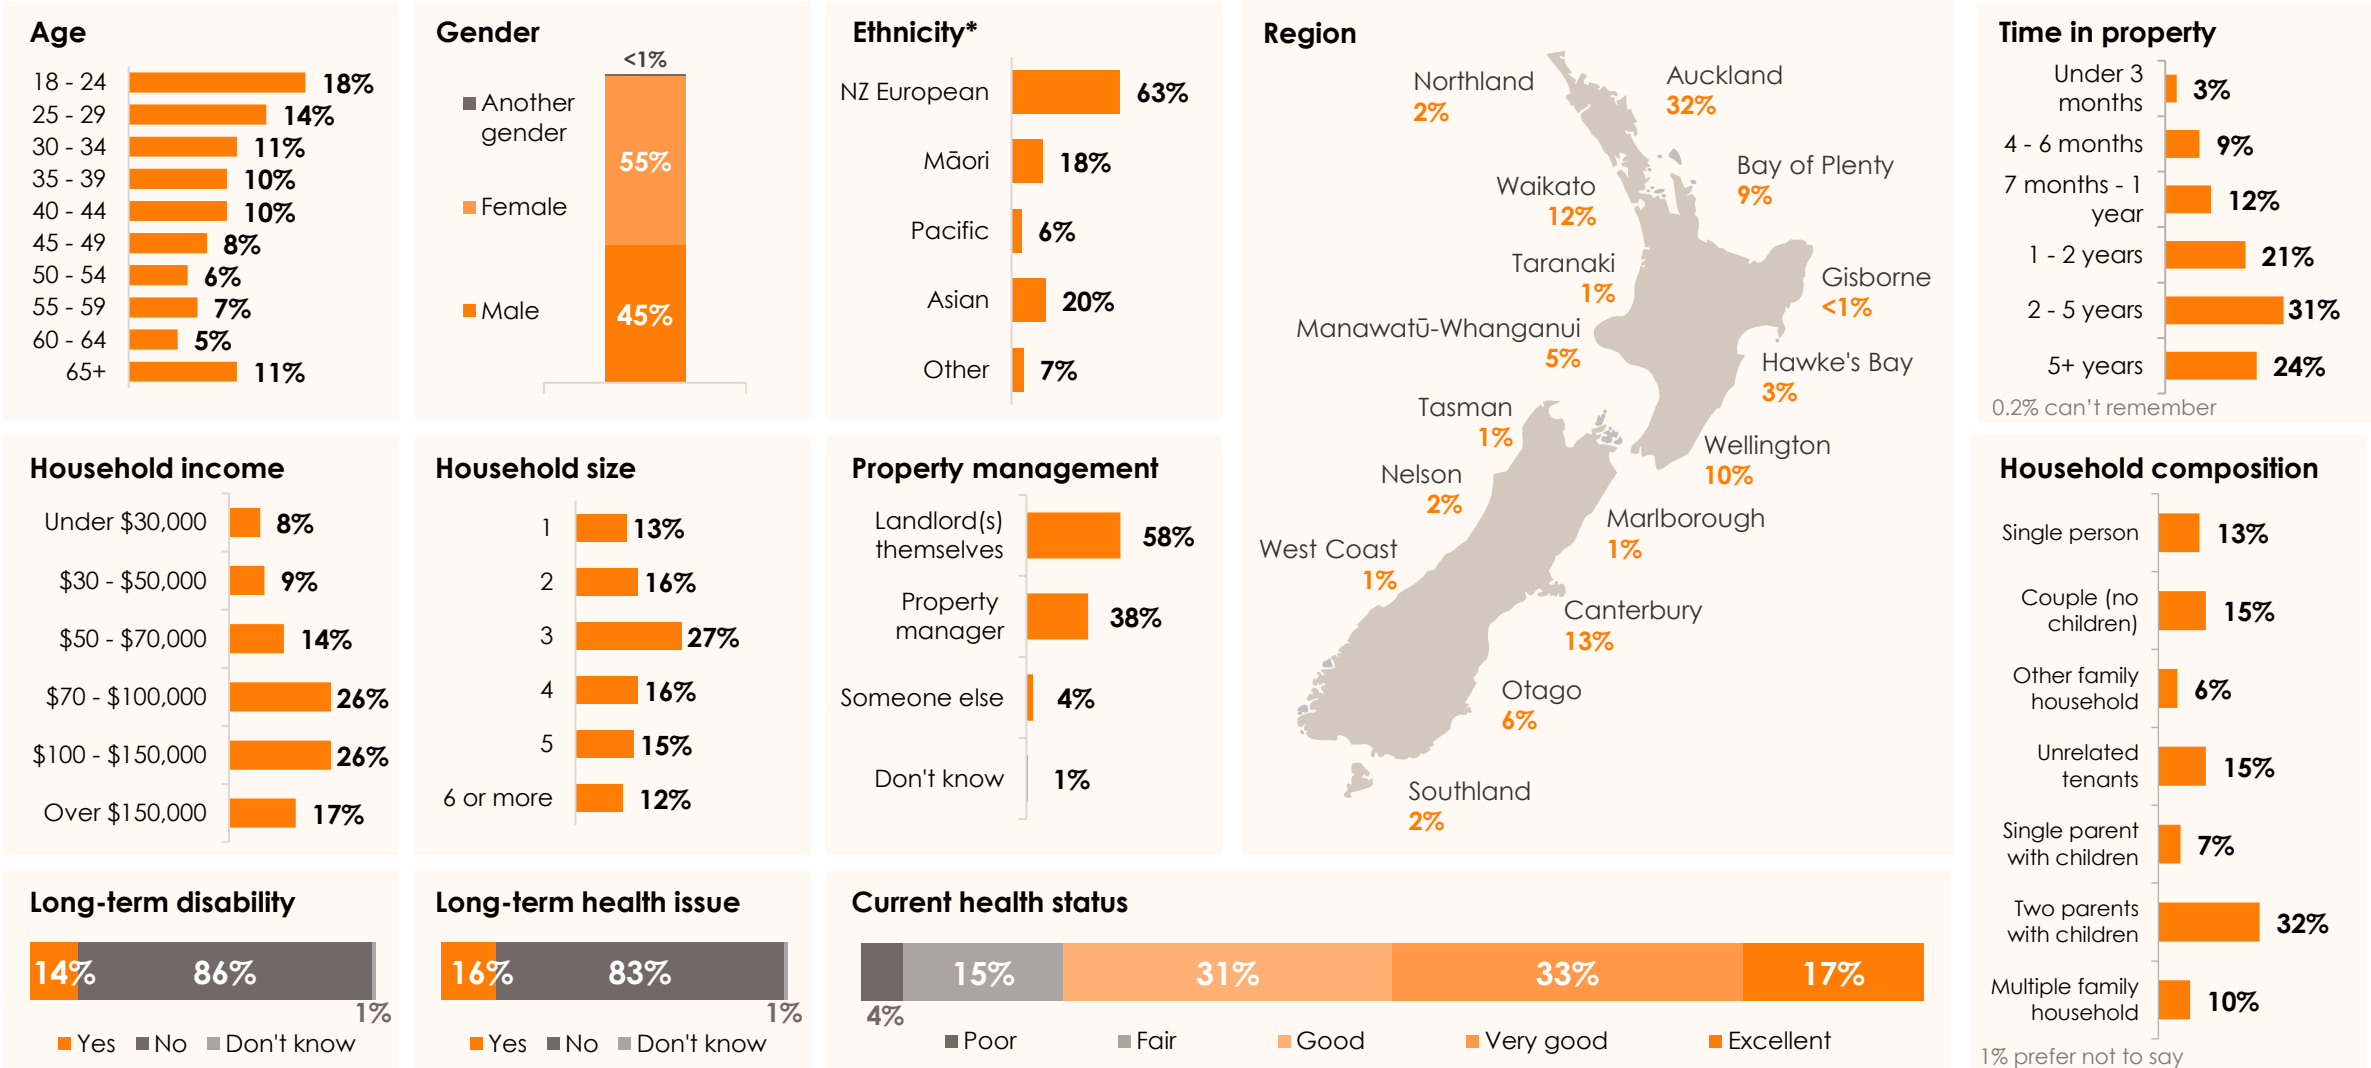 Age
18 - 24 18%
25 - 29 14%
30 - 34 11%
35 - 39 10%
40 - 44 10%
45 - 49 8%
50 - 54 6%
55 - 59 7%
60 - 64 5%
65+ 11%
Gender
<1%
Another
gender
55%
Female
Male 45%
Ethnicity*
NZ European 63%
Māori 18%
Pacific 6%
Asian 20%
Other 7%
Region
Northland
2%
Auckland
32%
Bay of Plenty
9%
Waikato
12%
Taranaki
1%
Gisborne
<1%
Manawatū-Whanganui
5%
Hawke's Bay
3%
Tasman
1%
Wellington
10%
Nelson
2%
Marlborough
1%
West Coast
1%
Canterbury
13%
Otago
6%
Southland
2%
Time in property
Under 3
months
3%
4 - 6 months 9%
7 months - 1
year
12%
1 - 2 years 21%
2 - 5 years 31%
5+ years 24%
0.2% can't remember
Household income
Under $30,000 8%
$30 - $50,000 9%
$50 - $70,000 14%
$70 - $100,000 26%
$100 - $150,000 26%
Over $150,000 17%
Household size
1 13%
2 16%
3 27%
4 16%
5 15%
6 or more 12%
Property management
Landlord(s)
themselves
58%
Property
manager
38%
Someone else 4%
Don't know 1%
Household composition
Single person 13%
Couple (no
children)
15%
Other family
household
6%
Unrelated
tenants
15%
Single parent
with children
7%
Two parents
with children
32%
Multiple family
household
10%
1% prefer not to say
Long-term disability
14% 86%
1%
Yes No Don't know
Long-term health issue
16% 83%
1%
Yes No Don't know
Current health status
15% 31% 33% 17%
4%
Poor Fair Good Very good Excellent